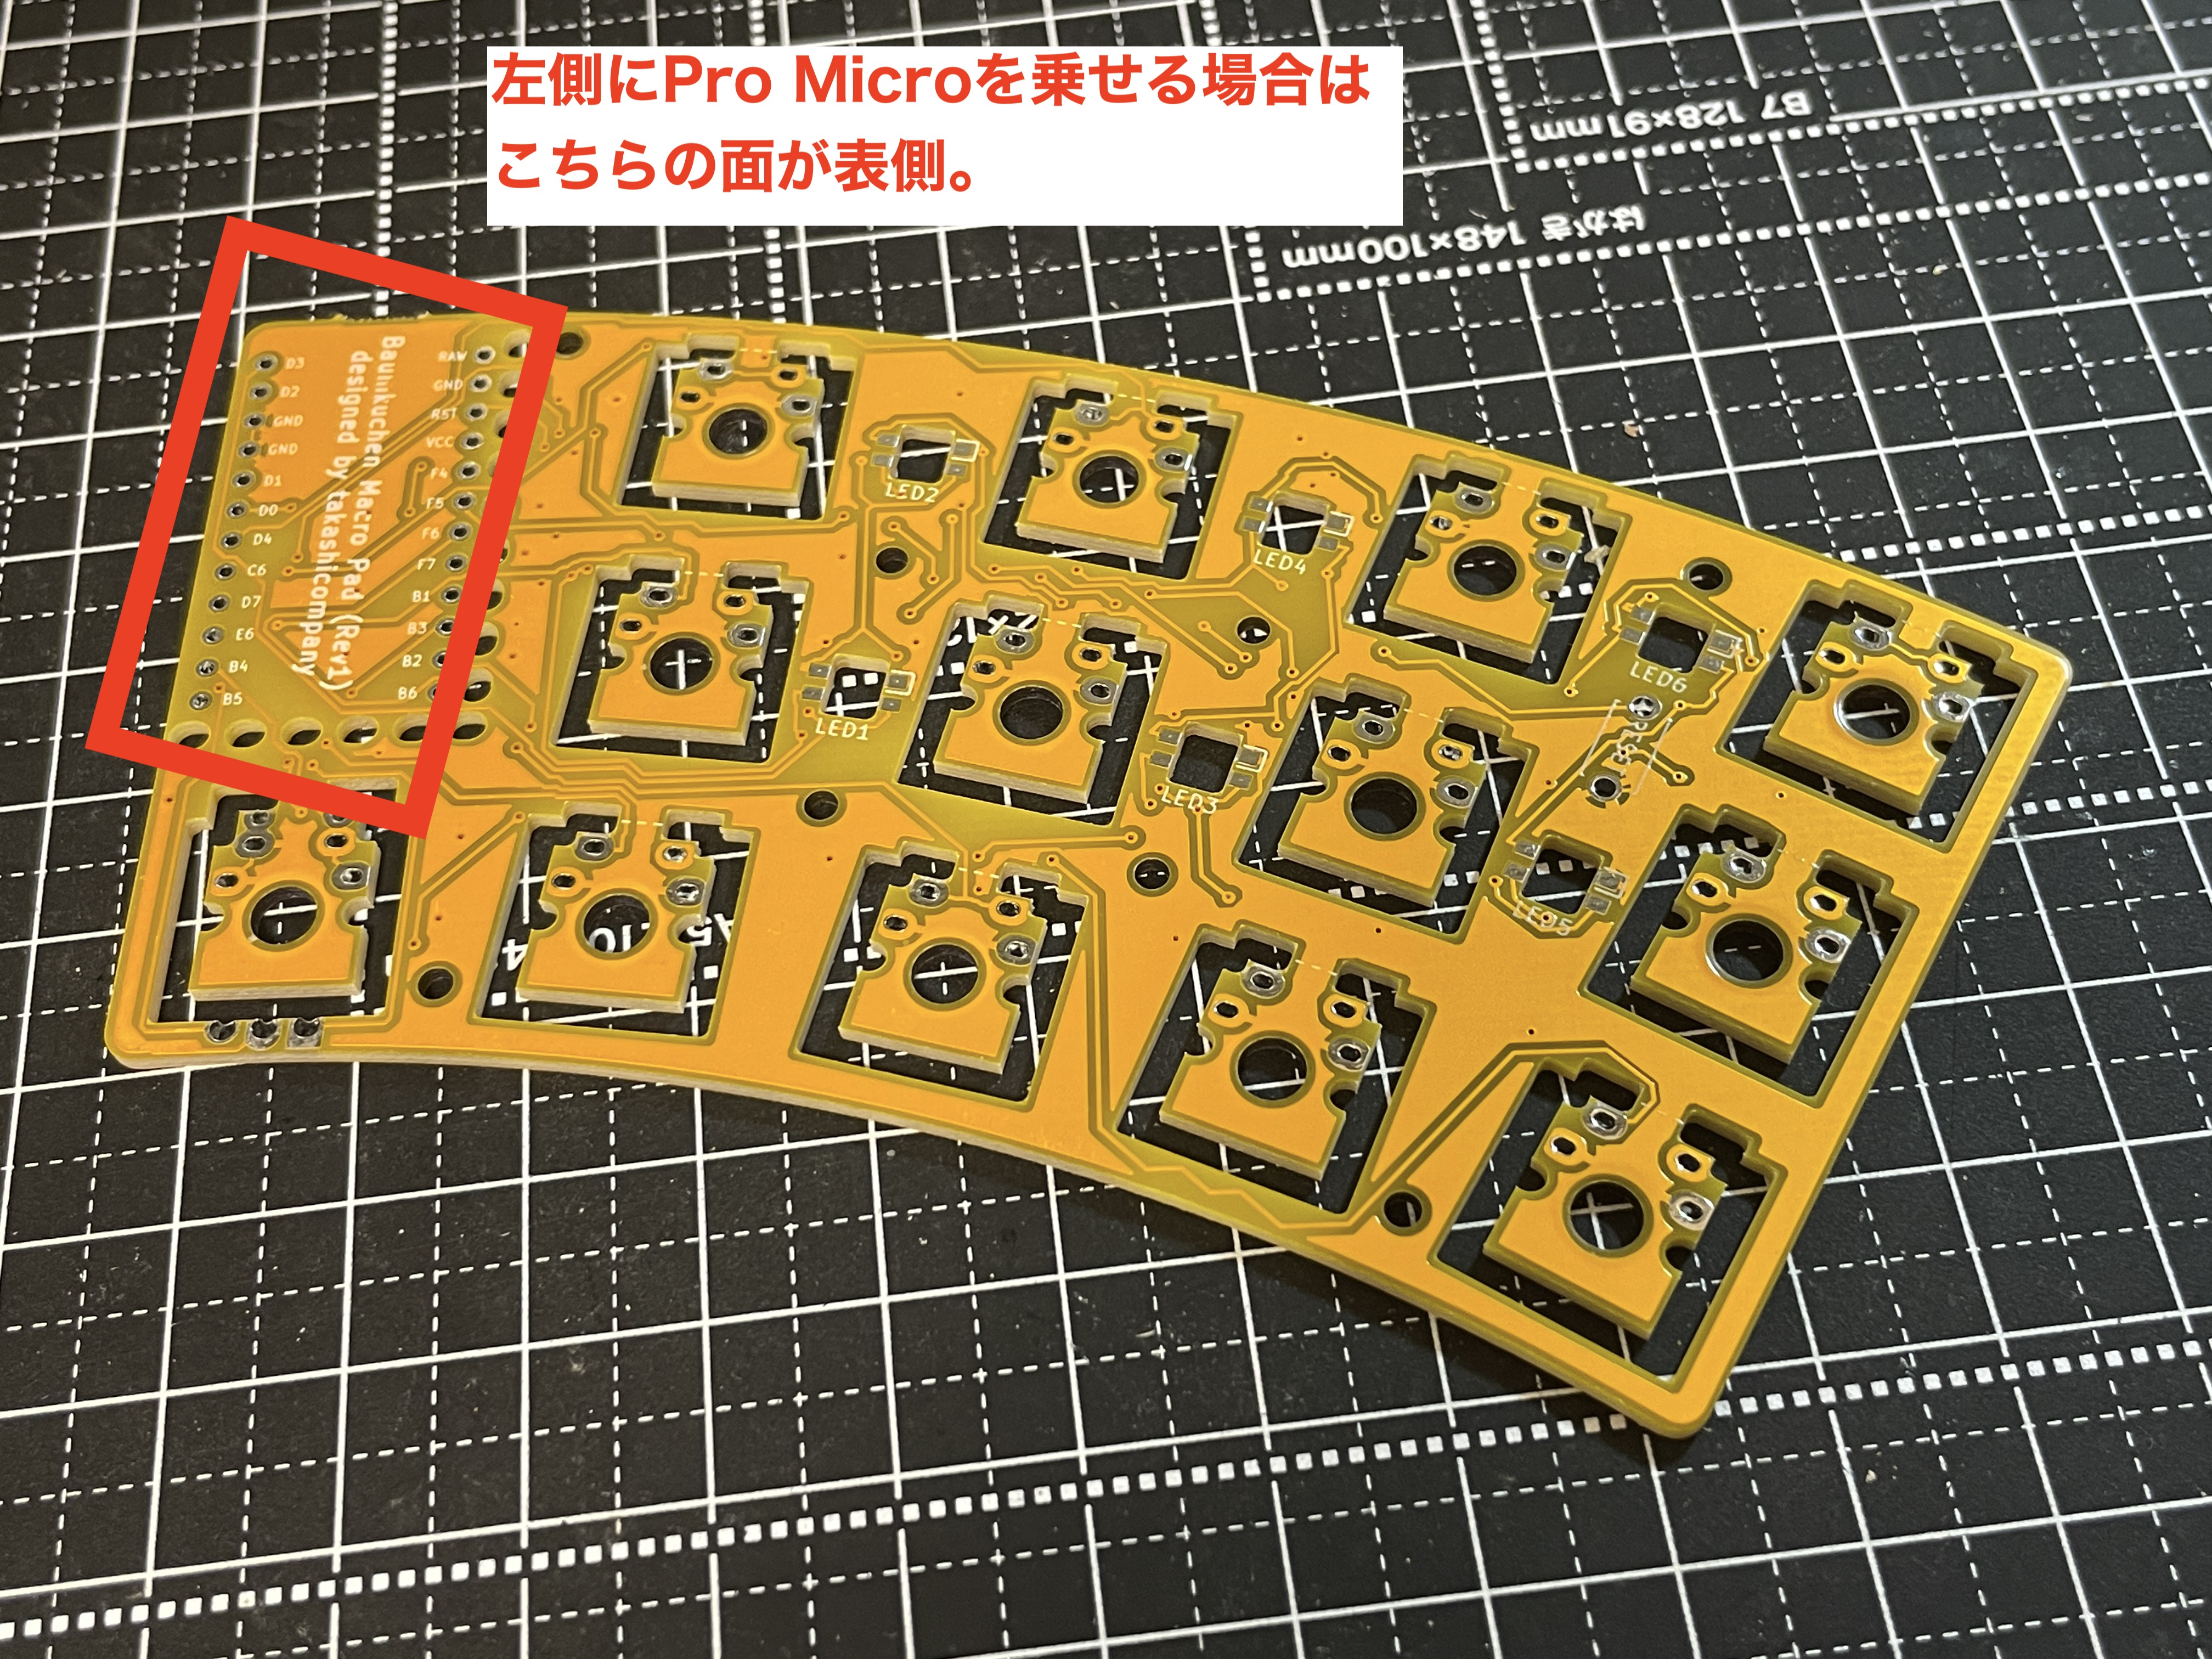 左側にPro Microを乗せる場合は
こちらの面が表側。
B7 128×91mm
はがき 148×100mm
Baumkuchen Macro Pad (Rev1)
designed by takashicompany
D3
D2
GND
GND
D1
D0
D4
C6
D7
E6
B4
B5
RAW
GND
RST
VCC
F4
F5
F6
F7
B1
B3
B2
B6
LED2
LED4
LED6
LED1
LED3
LED5